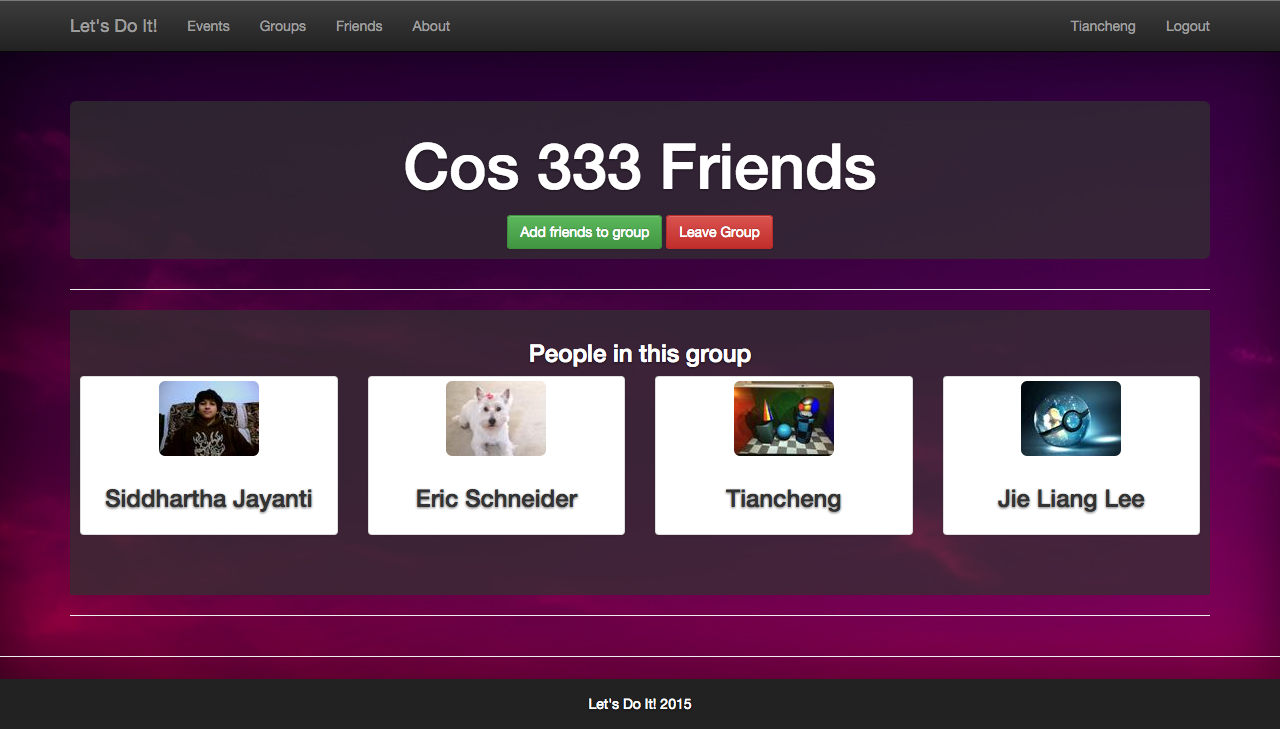 Let's Do It! Events Groups Friends About Tiancheng Logout
Cos 333 Friends
Add friends to group Leave Group
People in this group
Siddhartha Jayanti Eric Schneider Tiancheng Jie Liang Lee
Let's Do It! 2015